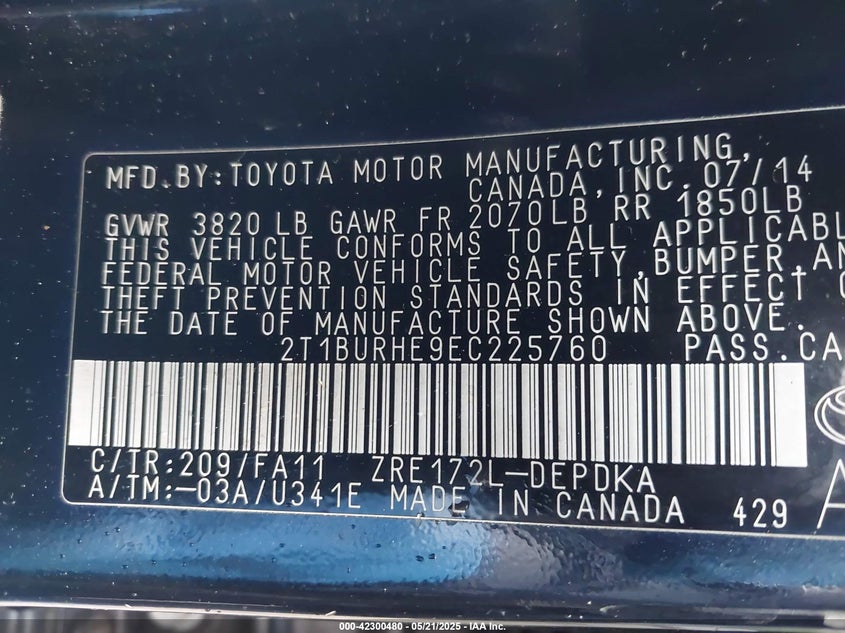 MFD.BY:TOYOTA MOTOR MANUFACTURING,
CANADA, INC. 07/14
GVWR 3820 LB GAWR FR 2070LB, RR 1850LB
THIS VEHICLE CONFORMS TO ALL APPLICABL
FEDERAL MOTOR VEHICLE SAFETY,BUMPER,AN
THEFT PREVENTION STANDARDS IN EFFECT O
THE DATE OF MANUFACTURE SHOWN ABOVE.
2T1BURHE9EC225760 PASS.CA
C/TR:209/FA11 ZRE172L-DEPDKA
A/TM:-03A/U341E MADE IN CANADA 429 A
000-42300480 - 05/21/2025 - IAA Inc.